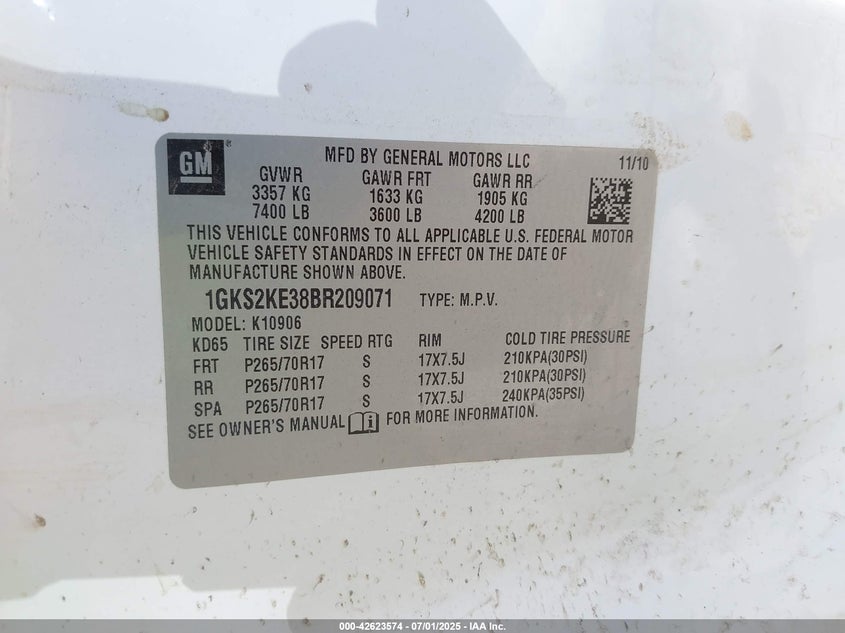 GM
MFD BY GENERAL MOTORS LLC 11/10
GVWR GAWR FRT GAWR RR
3357 KG 1633 KG 1905 KG
7400 LB 3600 LB 4200 LB
THIS VEHICLE CONFORMS TO ALL APPLICABLE U.S. FEDERAL MOTOR
VEHICLE SAFETY STANDARDS IN EFFECT ON THE DATE OF
MANUFACTURE SHOWN ABOVE.
1GKS2KE38BR209071 TYPE: M.P.V.
MODEL: K10906
KD65 TIRE SIZE SPEED RTG RIM COLD TIRE PRESSURE
FRT P265/70R17 S 17X7.5J 210KPA(30PSI)
RR P265/70R17 S 17X7.5J 210KPA(30PSI)
SPA P265/70R17 S 17X7.5J 240KPA(35PSI)
SEE OWNER'S MANUAL i FOR MORE INFORMATION.
000-42623574 - 07/01/2025 - IAA Inc.